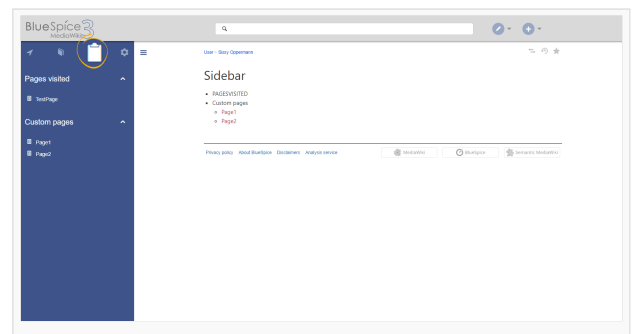 BlueSpice 3
MediaWiki
User · Sissy Oppermann
Pages visited
TestPage
Custom pages
Page1
Page2
Sidebar
PAGESVISITED
Custom pages
Page1
Page2
Privacy policy About BlueSpice Disclaimers Analysis service
MediaWiki BlueSpice Semantic MediaWiki